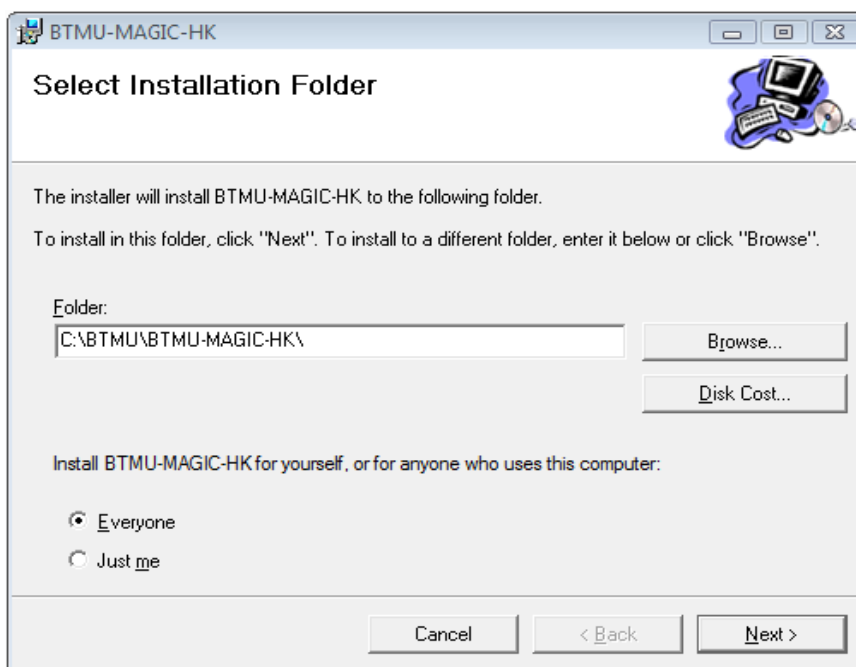 BTMU-MAGIC-HK
Select Installation Folder
The installer will install BTMU-MAGIC-HK to the following folder.
To install in this folder, click "Next". To install to a different folder, enter it below or click "Browse".
Folder:
C:\BTMU\BTMU-MAGIC-HK\
Browse...
Disk Cost...
Install BTMU-MAGIC-HK for yourself, or for anyone who uses this computer:
Everyone
Just me
Cancel
< Back
Next >